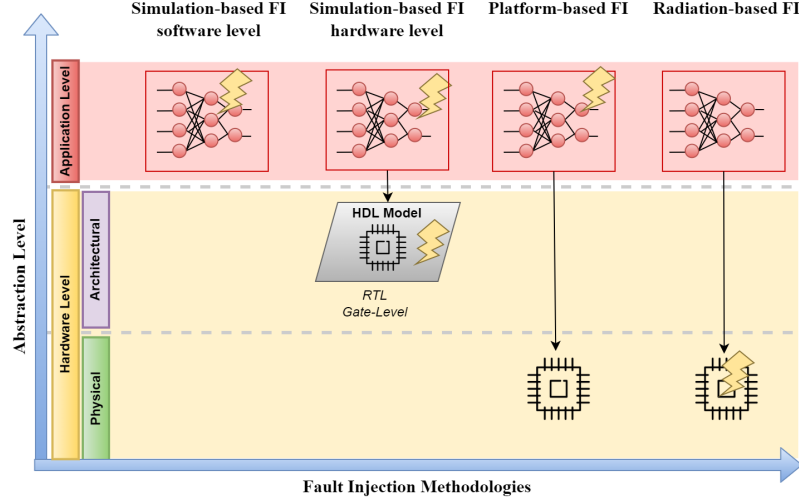 Simulation-based FI
software level
Simulation-based FI
hardware level
Platform-based FI
Radiation-based FI
Abstraction Level
Application Level
Hardware Level
Architectural
Physical
HDL Model
RTL
Gate-Level
Fault Injection Methodologies